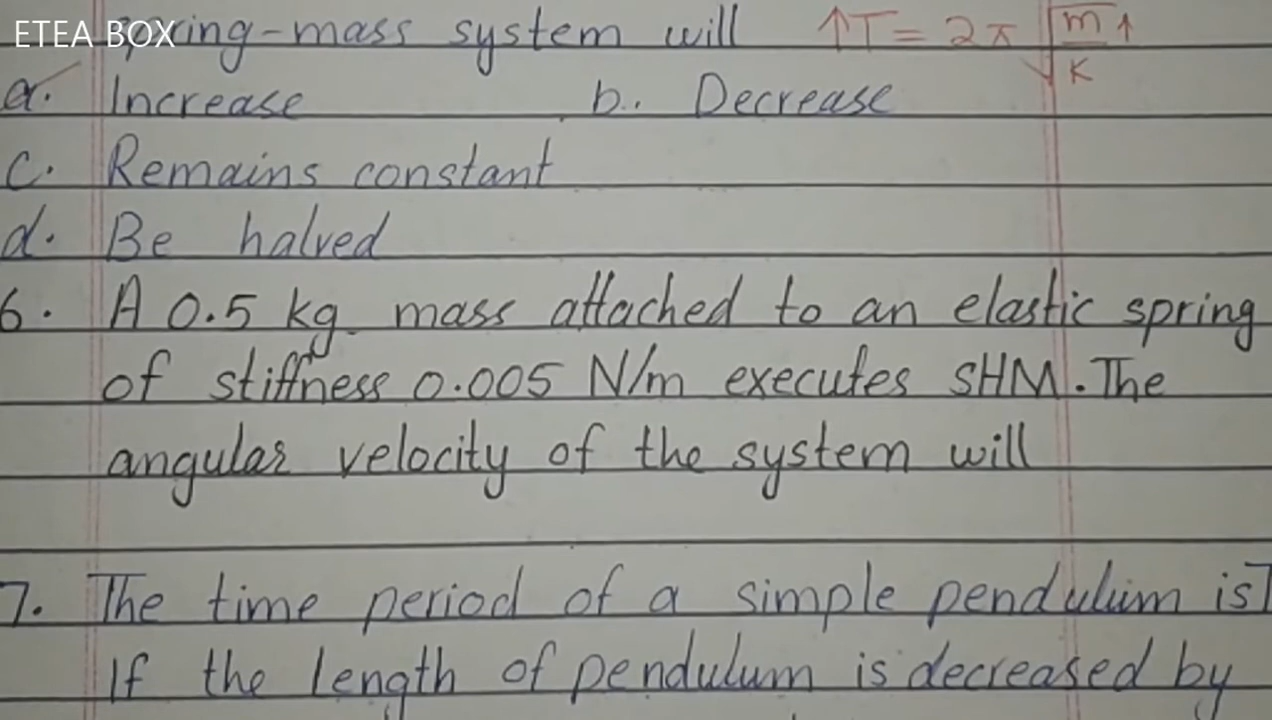 ETEA BOX
spring-mass system will ↑T = 2π √m/K ↑
a. Increase b. Decrease
c. Remains constant
d. Be halved
6. A 0.5 kg mass attached to an elastic spring
of stiffness 0.005 N/m executes SHM. The
angular velocity of the system will
7. The time period of a simple pendulum is T
If the length of pendulum is decreased by